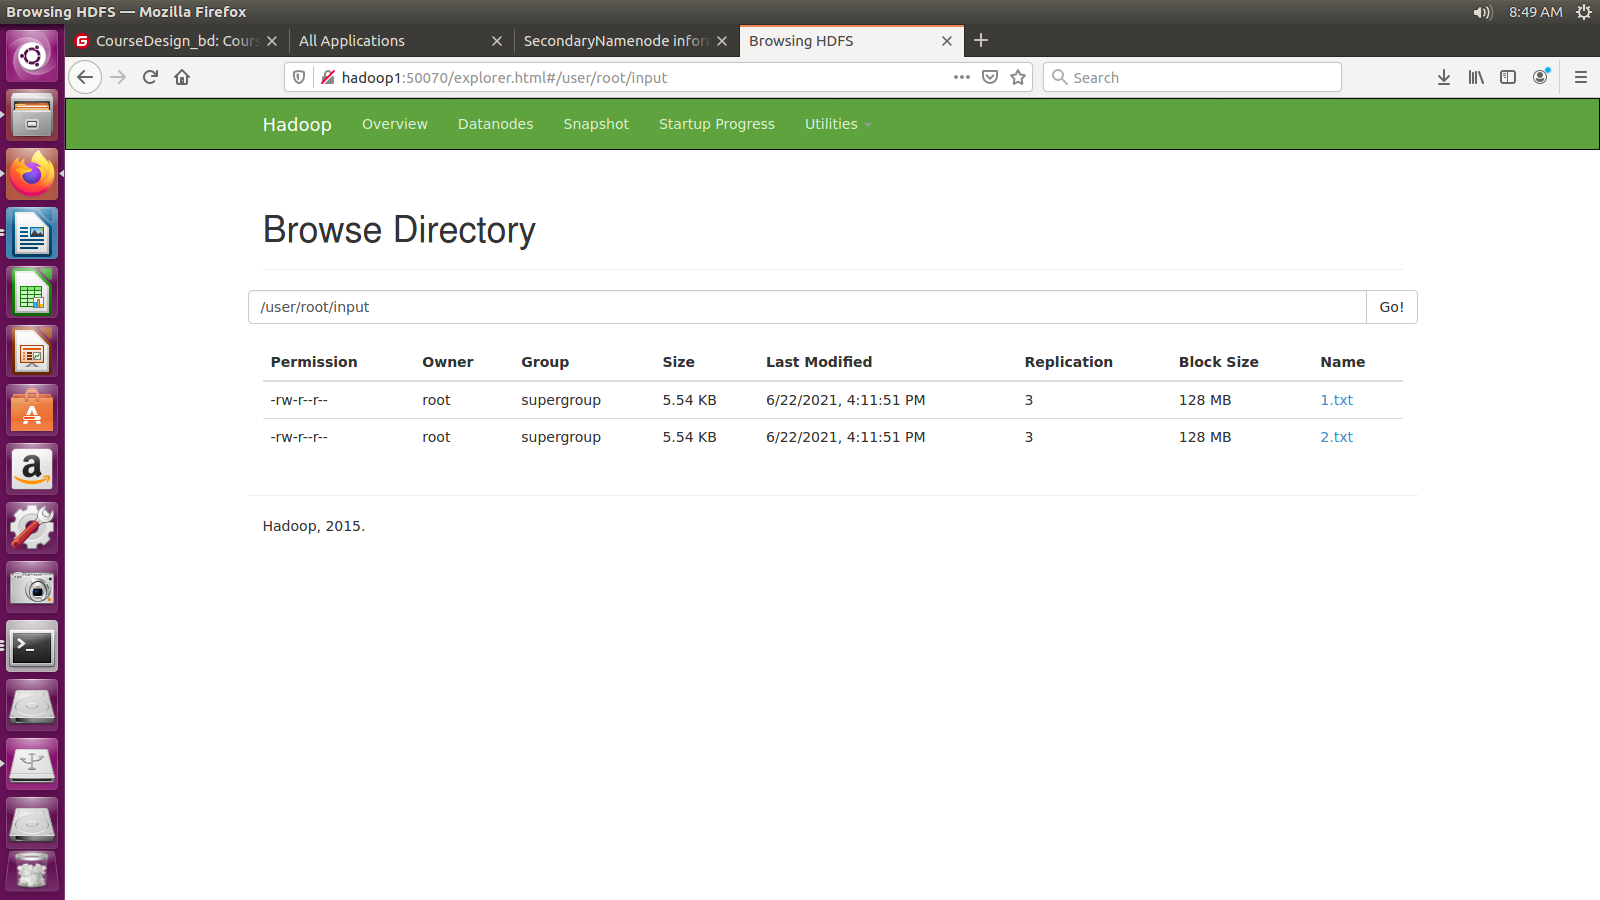 Browsing HDFS — Mozilla Firefox
8:49 AM
CourseDesign_bd: Cours
All Applications
SecondaryNamenode infor
Browsing HDFS
hadoop1:50070/explorer.html#/user/root/input
Search
Hadoop Overview Datanodes Snapshot Startup Progress Utilities
Browse Directory
/user/root/input Go!
Permission Owner Group Size Last Modified Replication Block Size Name
-rw-r--r-- root supergroup 5.54 KB 6/22/2021, 4:11:51 PM 3 128 MB 1.txt
-rw-r--r-- root supergroup 5.54 KB 6/22/2021, 4:11:51 PM 3 128 MB 2.txt
Hadoop, 2015.